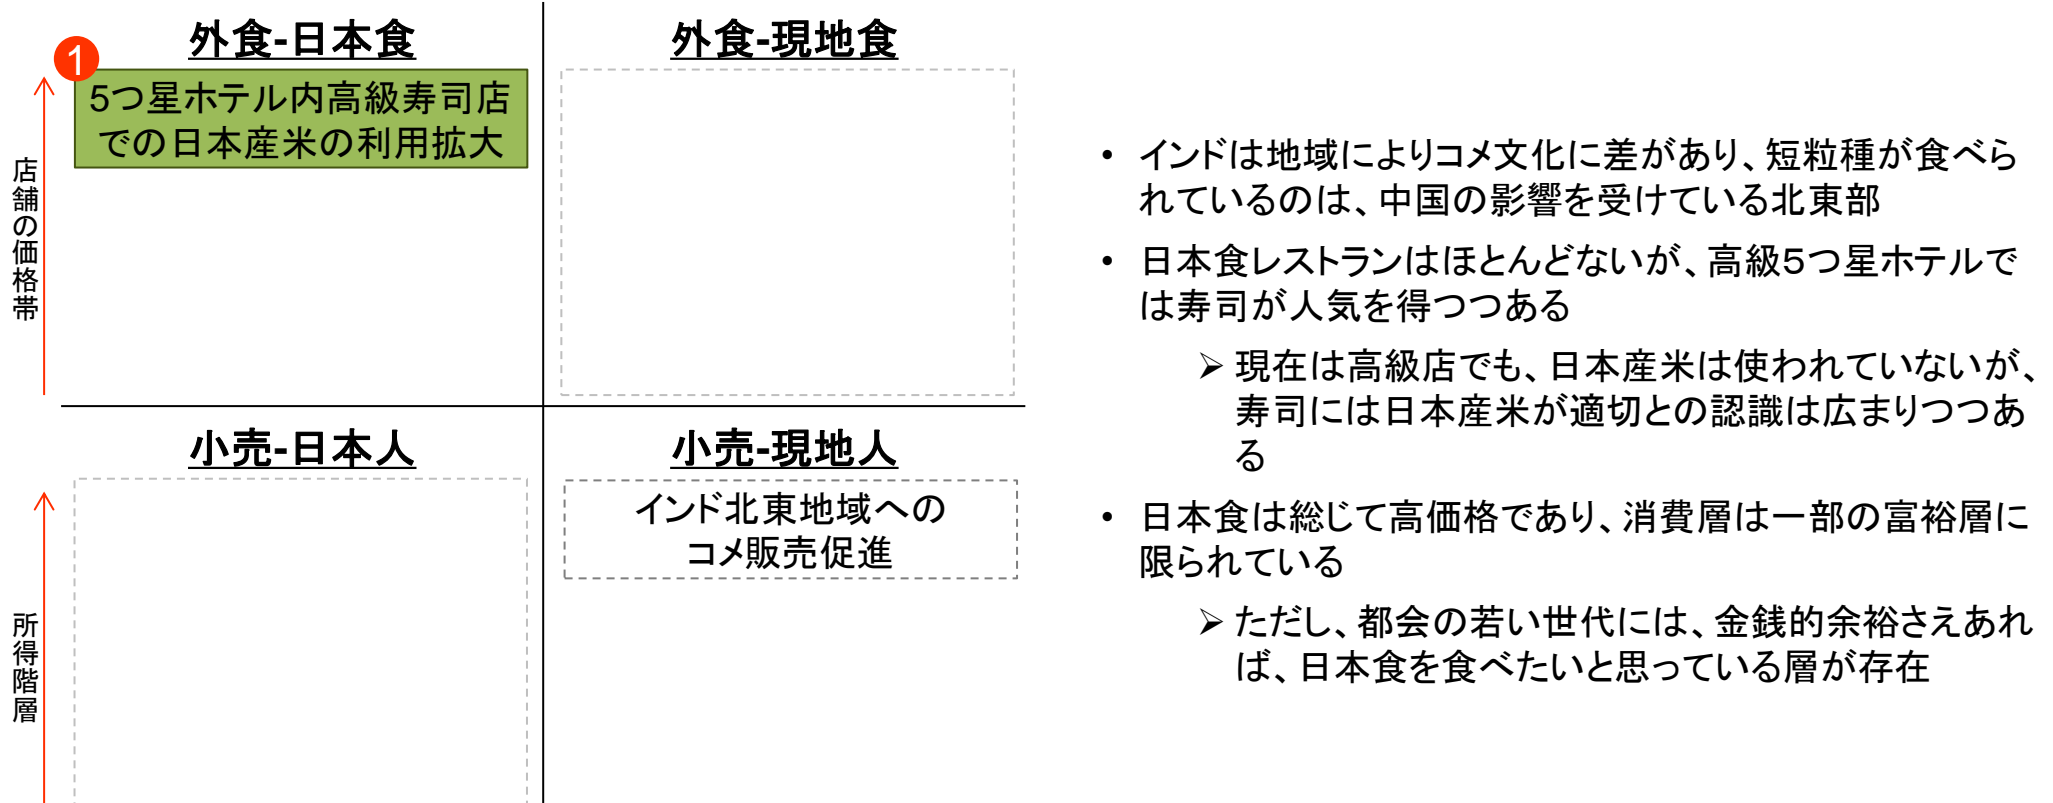 外食-日本食
1
5つ星ホテル内高級寿司店
での日本産米の利用拡大
外食-現地食
店舗の価格帯
小売-日本人
小売-現地人
インド北東地域への
コメ販売促進
所得階層
• インドは地域によりコメ文化に差があり、短粒種が食べら
れているのは、中国の影響を受けている北東部
• 日本食レストランはほとんどないが、高級5つ星ホテルで
は寿司が人気を得つつある
➢ 現在は高級店でも、日本産米は使われていないが、
寿司には日本産米が適切との認識は広まりつつあ
る
• 日本食は総じて高価格であり、消費層は一部の富裕層に
限られている
➢ ただし、都会の若い世代には、金銭的余裕さえあれ
ば、日本食を食べたいと思っている層が存在